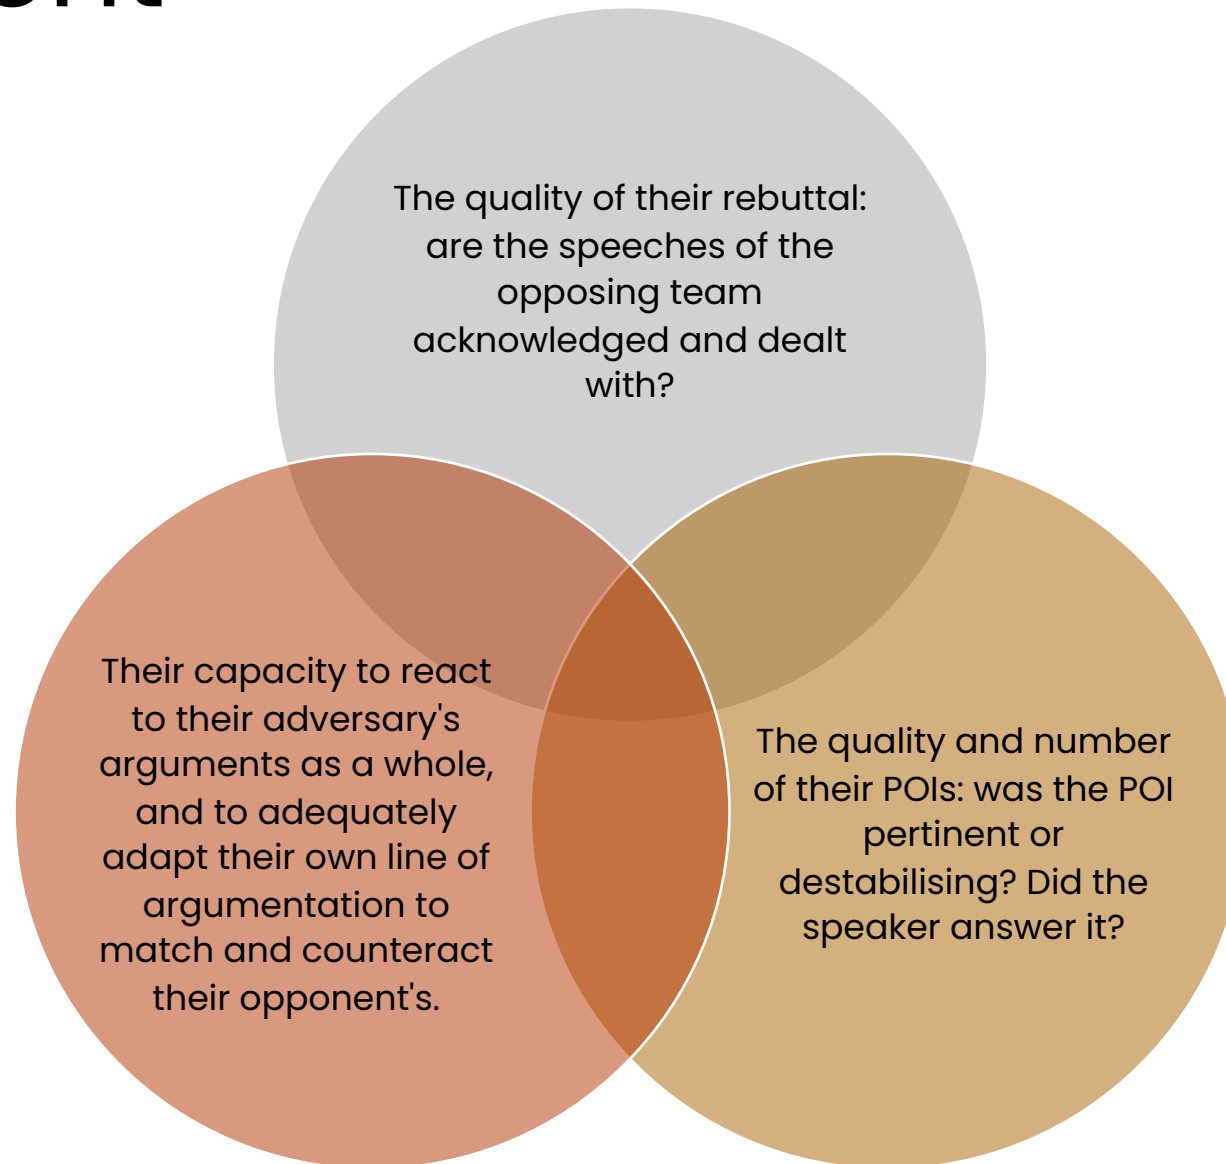 The quality of their rebuttal:
are the speeches of the
opposing team
acknowledged and dealt
with?
Their capacity to react
to their adversary's
arguments as a whole,
and to adequately
adapt their own line of
argumentation to
match and counteract
their opponent's.
The quality and number
of their POIs: was the POI
pertinent or
destabilising? Did the
speaker answer it?